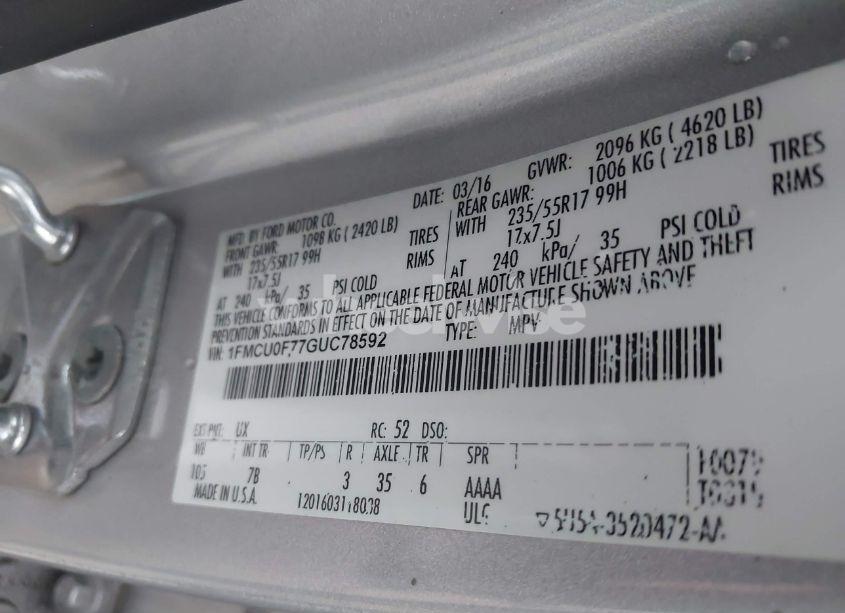 MFD. BY FORD MOTOR CO.
DATE: 03/16 GVWR: 2096 KG ( 4620 LB)
FRONT GAWR: 1098 KG ( 2420 LB) REAR GAWR: 1006 KG ( 2218 LB)
WITH 235/55R17 99H TIRES WITH 235/55R17 99H TIRES
17x7.5J RIMS 17x7.5J RIMS
AT 240 kPa/ 35 PSI COLD AT 240 kPa/ 35 PSI COLD
THIS VEHICLE CONFORMS TO ALL APPLICABLE FEDERAL MOTOR VEHICLE SAFETY AND THEFT
PREVENTION STANDARDS IN EFFECT ON THE DATE OF MANUFACTURE SHOWN ABOVE
VIN: 1FMCU0F77GUC78592 TYPE: MPV
EXT PNT: UX RC: 52 DSO:
WB INT TR TP/PS R AXLE TR SPR
105 7B 3 35 6 AAAA
MADE IN U.S.A.